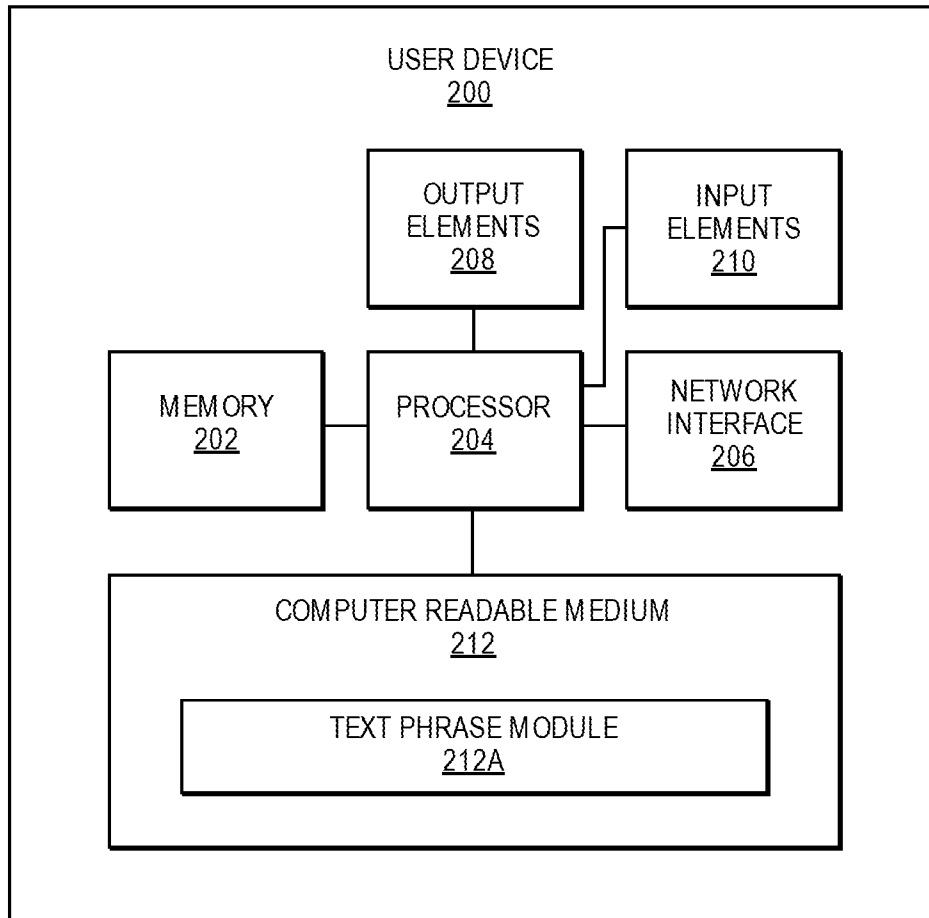 USER DEVICE
200
OUTPUT
ELEMENTS
208
INPUT
ELEMENTS
210
MEMORY
202
PROCESSOR
204
NETWORK
INTERFACE
206
COMPUTER READABLE MEDIUM
212
TEXT PHRASE MODULE
212A